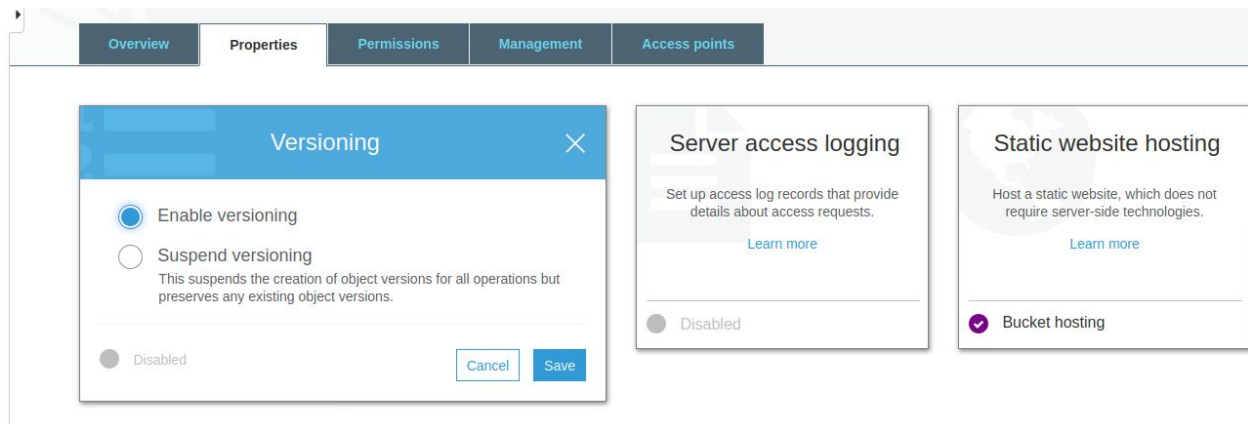 Overview Properties Permissions Management Access points
Versioning
Enable versioning
Suspend versioning
This suspends the creation of object versions for all operations but
preserves any existing object versions.
Disabled
Cancel Save
Server access logging
Set up access log records that provide
details about access requests.
Learn more
Disabled
Static website hosting
Host a static website, which does not
require server-side technologies.
Learn more
Bucket hosting